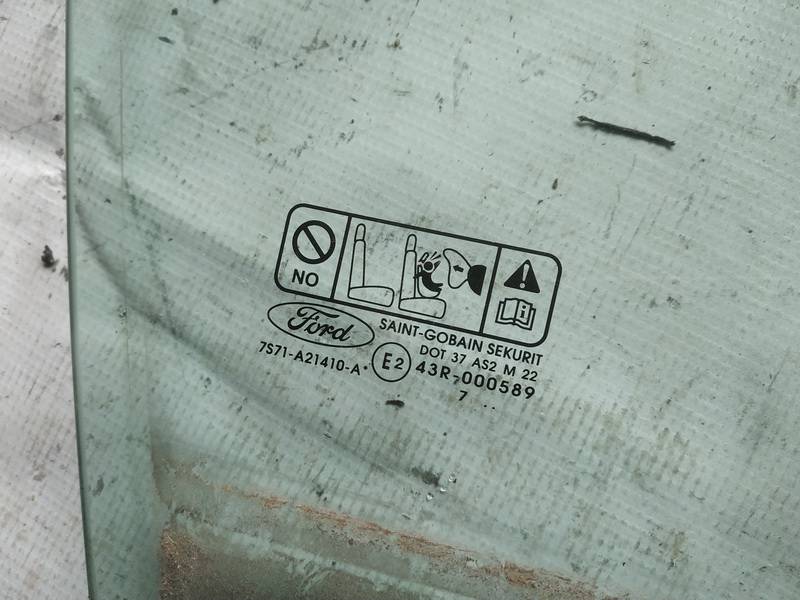 NO
Ford
SAINT-GOBAIN SEKURIT
DOT 37 AS2 M 22
7S71-A21410-A
E2
43R-000589
7